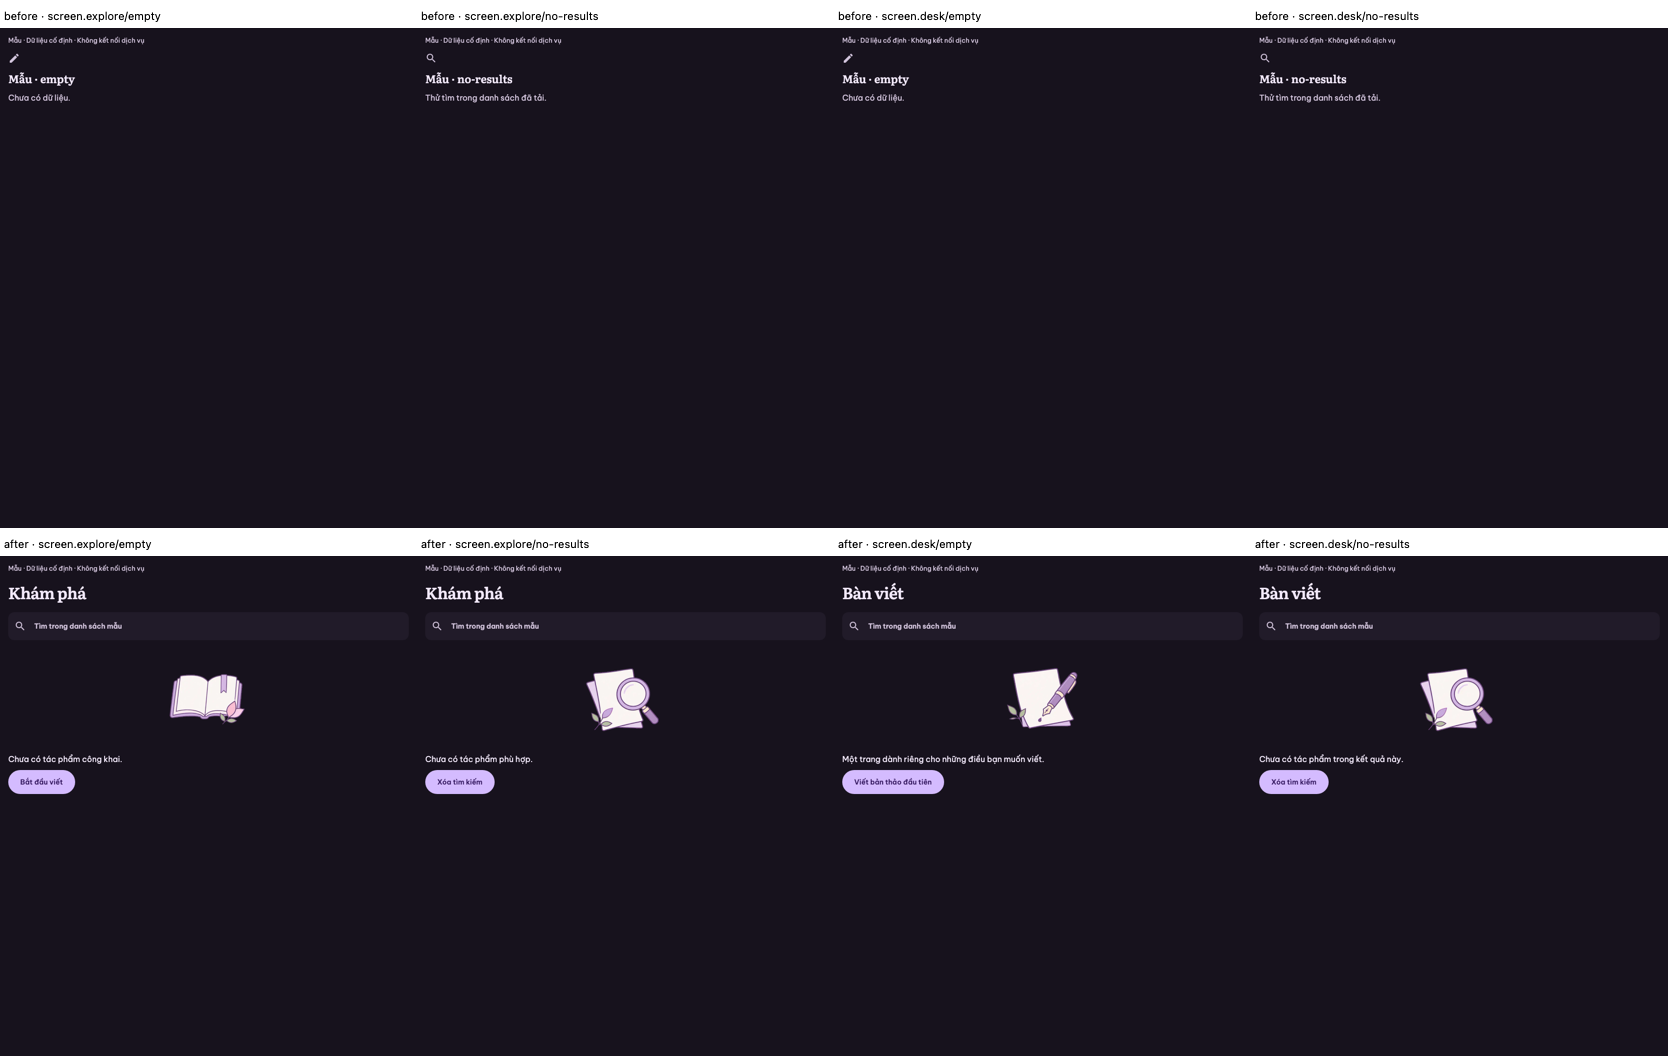 before · screen.explore/empty
Mẫu · Dữ liệu cố định · Không kết nối dịch vụ
Mẫu · empty
Chưa có dữ liệu.
before · screen.explore/no-results
Mẫu · Dữ liệu cố định · Không kết nối dịch vụ
Mẫu · no-results
Thử tìm trong danh sách đã tải.
before · screen.desk/empty
Mẫu · Dữ liệu cố định · Không kết nối dịch vụ
Mẫu · empty
Chưa có dữ liệu.
before · screen.desk/no-results
Mẫu · Dữ liệu cố định · Không kết nối dịch vụ
Mẫu · no-results
Thử tìm trong danh sách đã tải.
after · screen.explore/empty
Mẫu · Dữ liệu cố định · Không kết nối dịch vụ
Khám phá
Tìm trong danh sách mẫu
Chưa có tác phẩm công khai.
Bắt đầu viết
after · screen.explore/no-results
Mẫu · Dữ liệu cố định · Không kết nối dịch vụ
Khám phá
Tìm trong danh sách mẫu
Chưa có tác phẩm phù hợp.
Xóa tìm kiếm
after · screen.desk/empty
Mẫu · Dữ liệu cố định · Không kết nối dịch vụ
Bàn viết
Tìm trong danh sách mẫu
Một trang dành riêng cho những điều bạn muốn viết.
Viết bản thảo đầu tiên
after · screen.desk/no-results
Mẫu · Dữ liệu cố định · Không kết nối dịch vụ
Bàn viết
Tìm trong danh sách mẫu
Chưa có tác phẩm trong kết quả này.
Xóa tìm kiếm